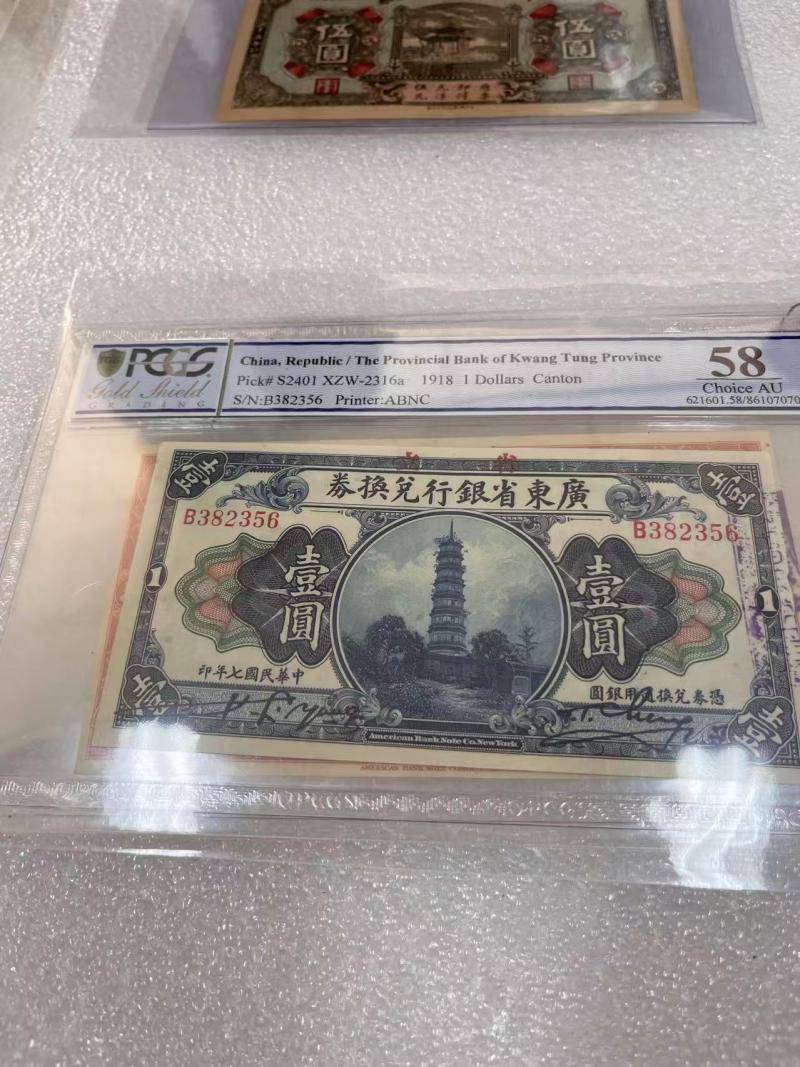 伍圓
伍圓
PCGS
Gold Shield
GRADING
China, Republic / The Provincial Bank of Kwang Tung Province
Pick# S2401 XZW-2316a 1918 1 Dollars Canton
S/N:B382356 Printer:ABNC
58
Choice AU
621601.58/86107070
廣東省銀行兌換券
B382356
B382356
壹圓
壹圓
1
1
中華民國七年印
憑券兌換通用銀圓
American Bank Note Co. New York